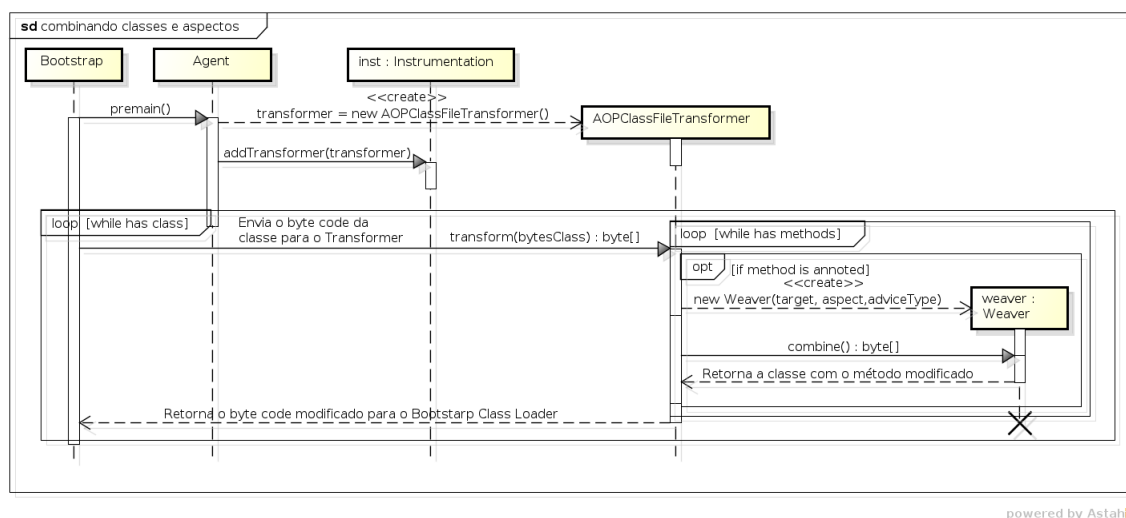 sd combinando classes e aspectos
Bootstrap
Agent
inst : Instrumentation
<<create>>
premain()
transformer = new AOPClassFileTransformer()
AOPClassFileTransformer
addTransformer(transformer)
loop [while has class]
Envia o byte code da
classe para o Transformer
transform(bytesClass) : byte[]
loop [while has methods]
opt [if method is annoted]
<<create>>
new Weaver(target, aspect,adviceType)
weaver :
Weaver
combine() : byte[]
Retorna a classe com o método modificado
Retorna o byte code modificado para o Bootstarp Class Loader
powered by Astah